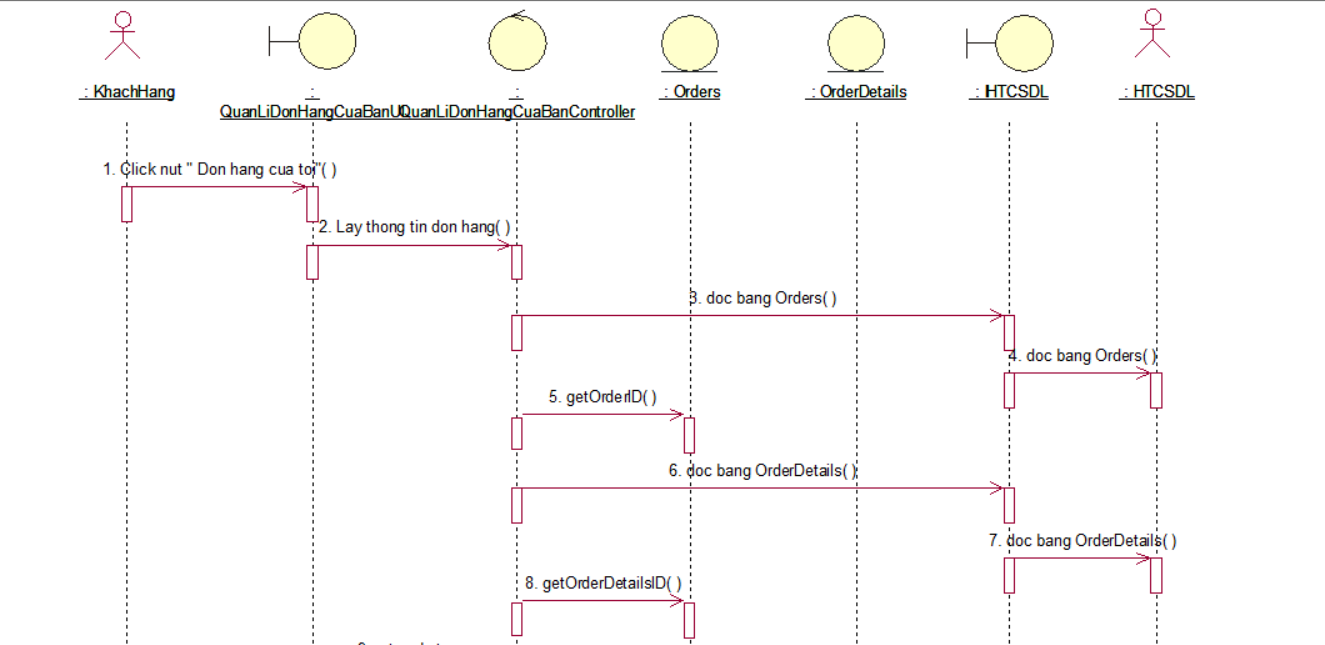 : KhachHang
:
QuanLiDonHangCuaBanUI
:
QuanLiDonHangCuaBanController
: Orders
: OrderDetails
: HTCSDL
: HTCSDL
1. Click nut " Don hang cua toi"( )
2. Lay thong tin don hang( )
3. doc bang Orders( )
4. doc bang Orders( )
5. getOrderID( )
6. doc bang OrderDetails( )
7. doc bang OrderDetails( )
8. getOrderDetailsID( )